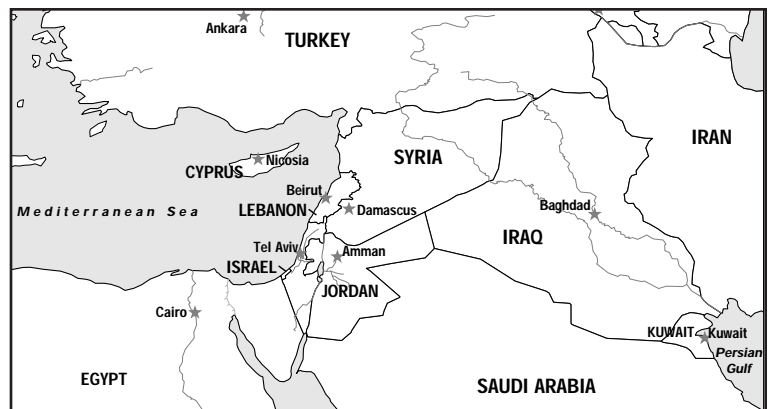 Ankara
TURKEY
IRAN
SYRIA
Nicosia
CYPRUS
Beirut
Mediterranean Sea
LEBANON
Damascus
Baghdad
IRAQ
Tel Aviv
Amman
ISRAEL
JORDAN
Cairo
KUWAIT
Kuwait
Persian
Gulf
EGYPT
SAUDI ARABIA